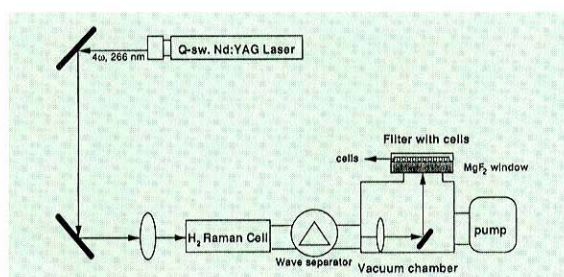 Q-sw. Nd:YAG Laser
4ω, 266 nm
Filter with cells
cells
MgF₂ window
H₂ Raman Cell
Wave separator
pump
Vacuum chamber